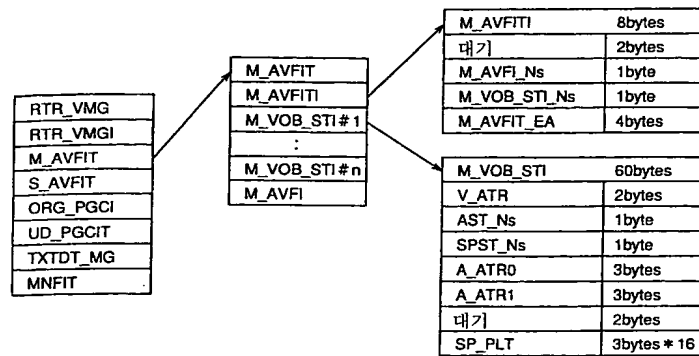 RTR_VMG
RTR_VMGI
M_AVFIT
S_AVFIT
ORG_PGCI
UD_PGCIT
TXTDT_MG
MNFIT
M_AVFIT
M_AVFITI
M_VOB_STI#1
:
M_VOB_STI#n
M_AVFI
M_AVFITI 8bytes
대기 2bytes
M_AVFI_Ns 1byte
M_VOB_STI_Ns 1byte
M_AVFIT_EA 4bytes
M_VOB_STI 60bytes
V_ATR 2bytes
AST_Ns 1byte
SPST_Ns 1byte
A_ATR0 3bytes
A_ATR1 3bytes
대기 2bytes
SP_PLT 3bytes*16